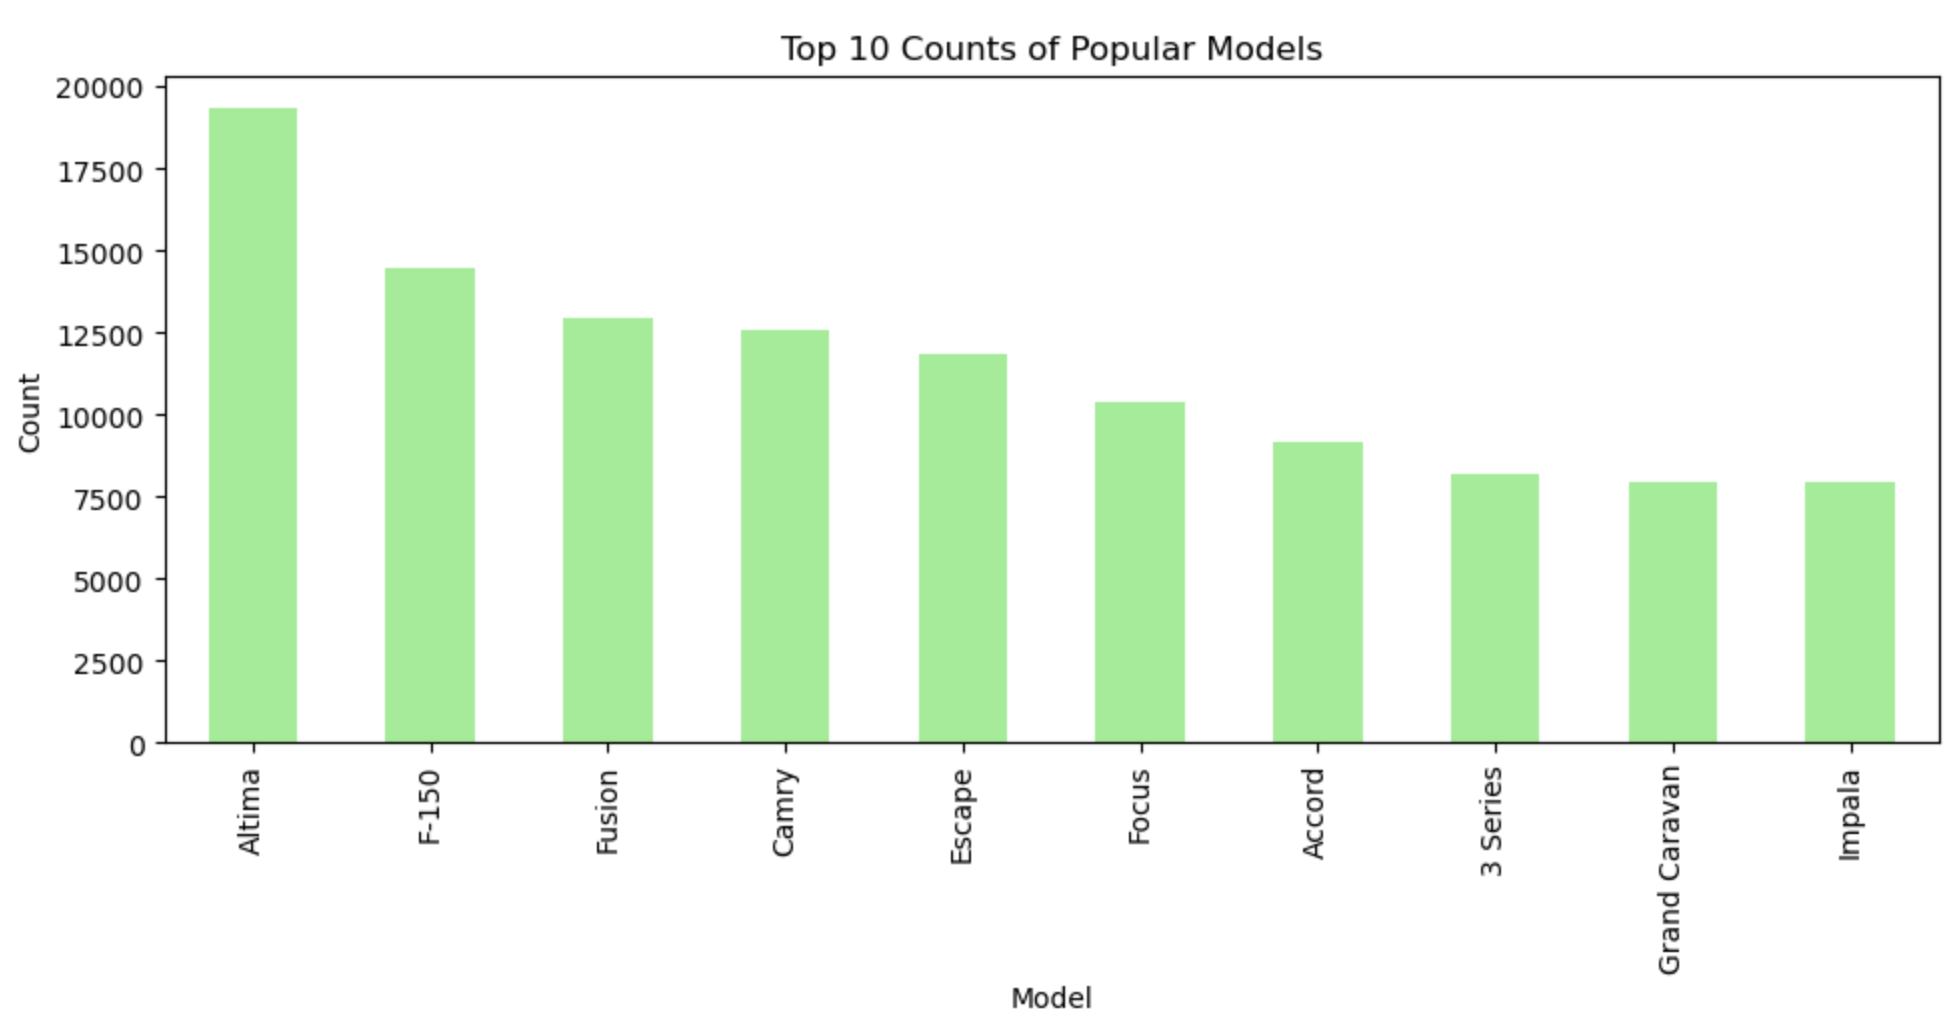 Top 10 Counts of Popular Models
20000
17500
15000
12500
10000
7500
5000
2500
0
Count
Altima
F-150
Fusion
Camry
Escape
Focus
Accord
3 Series
Grand Caravan
Impala
Model